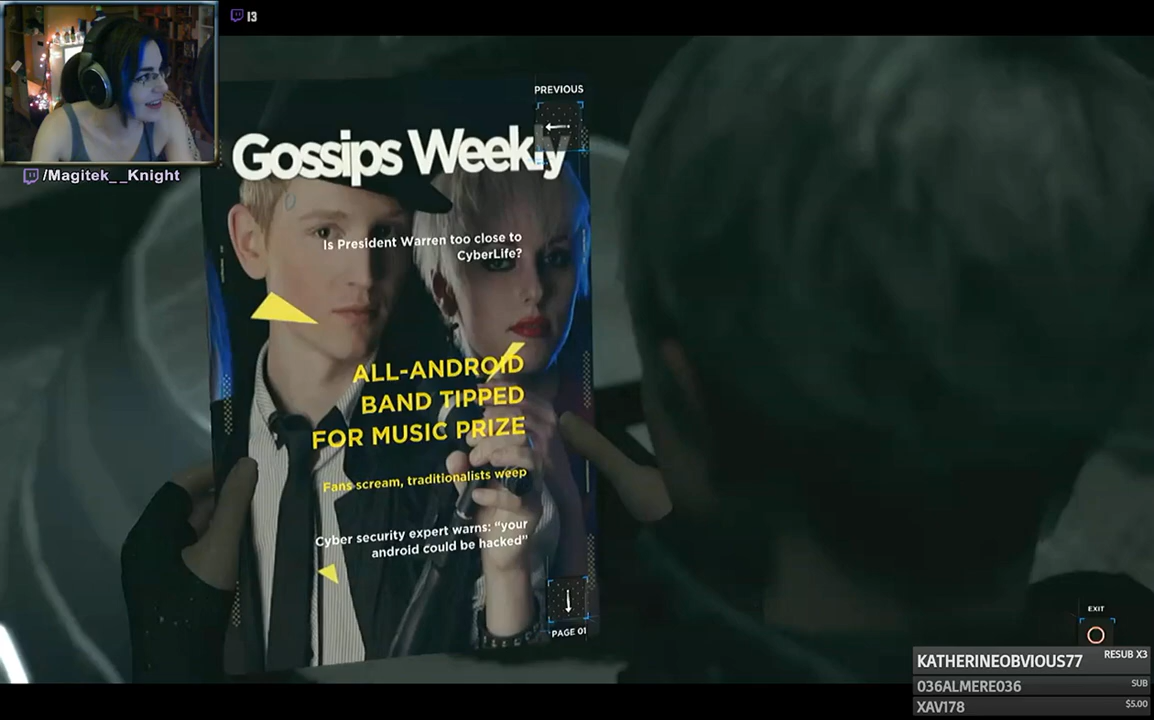 13
/Magitek__Knight
PREVIOUS
Gossips Weekly
Is President Warren too close to
CyberLife?
ALL-ANDROID
BAND TIPPED
FOR MUSIC PRIZE
Fans scream, traditionalists weep
Cyber security expert warns: “your
android could be hacked”
PAGE 01
EXIT
KATHERINEOBVIOUS77 RESUB X3
036ALMERE036 SUB
XAV178 $5.00